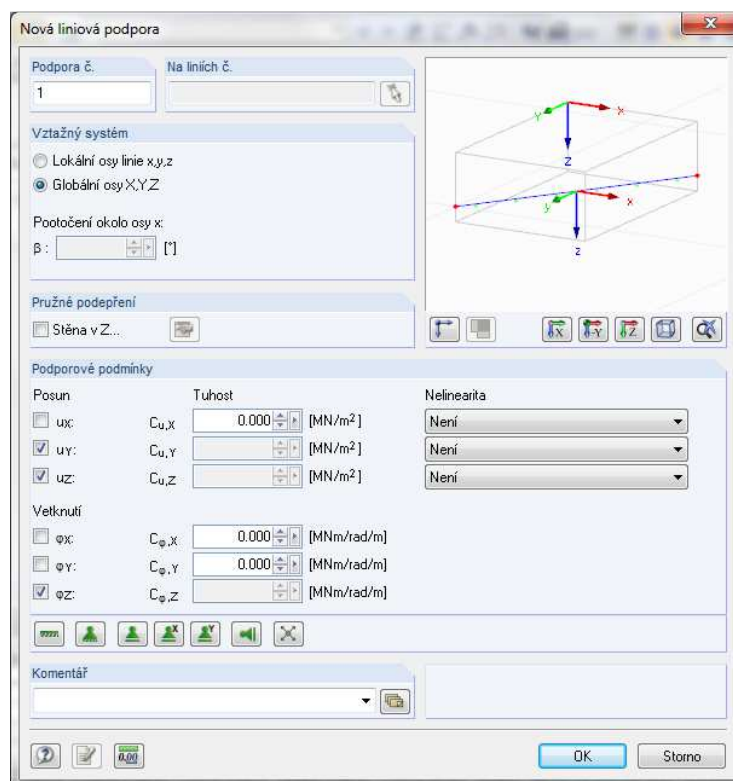 Nová liniová podpora
Podpora č.
Na liniích č.
1
Vztažný systém
Lokální osy linie x,y,z
Globální osy X,Y,Z
Pootočení okolo osy x:
β :
[°]
Pružné podepření
Stěna v Z...
Y
X
Z
y
x
z
X
-Y
Z
Podporové podmínky
Posun
Tuhost
Nelinearita
uX:
Cu,X
0.000
[MN/m2]
Není
uY:
Cu,Y
[MN/m2]
Není
uZ:
Cu,Z
[MN/m2]
Není
Vetknutí
φX:
Cφ,X
0.000
[MNm/rad/m]
φY:
Cφ,Y
0.000
[MNm/rad/m]
φZ:
Cφ,Z
[MNm/rad/m]
X
Y
Komentář
0.00
OK
Storno